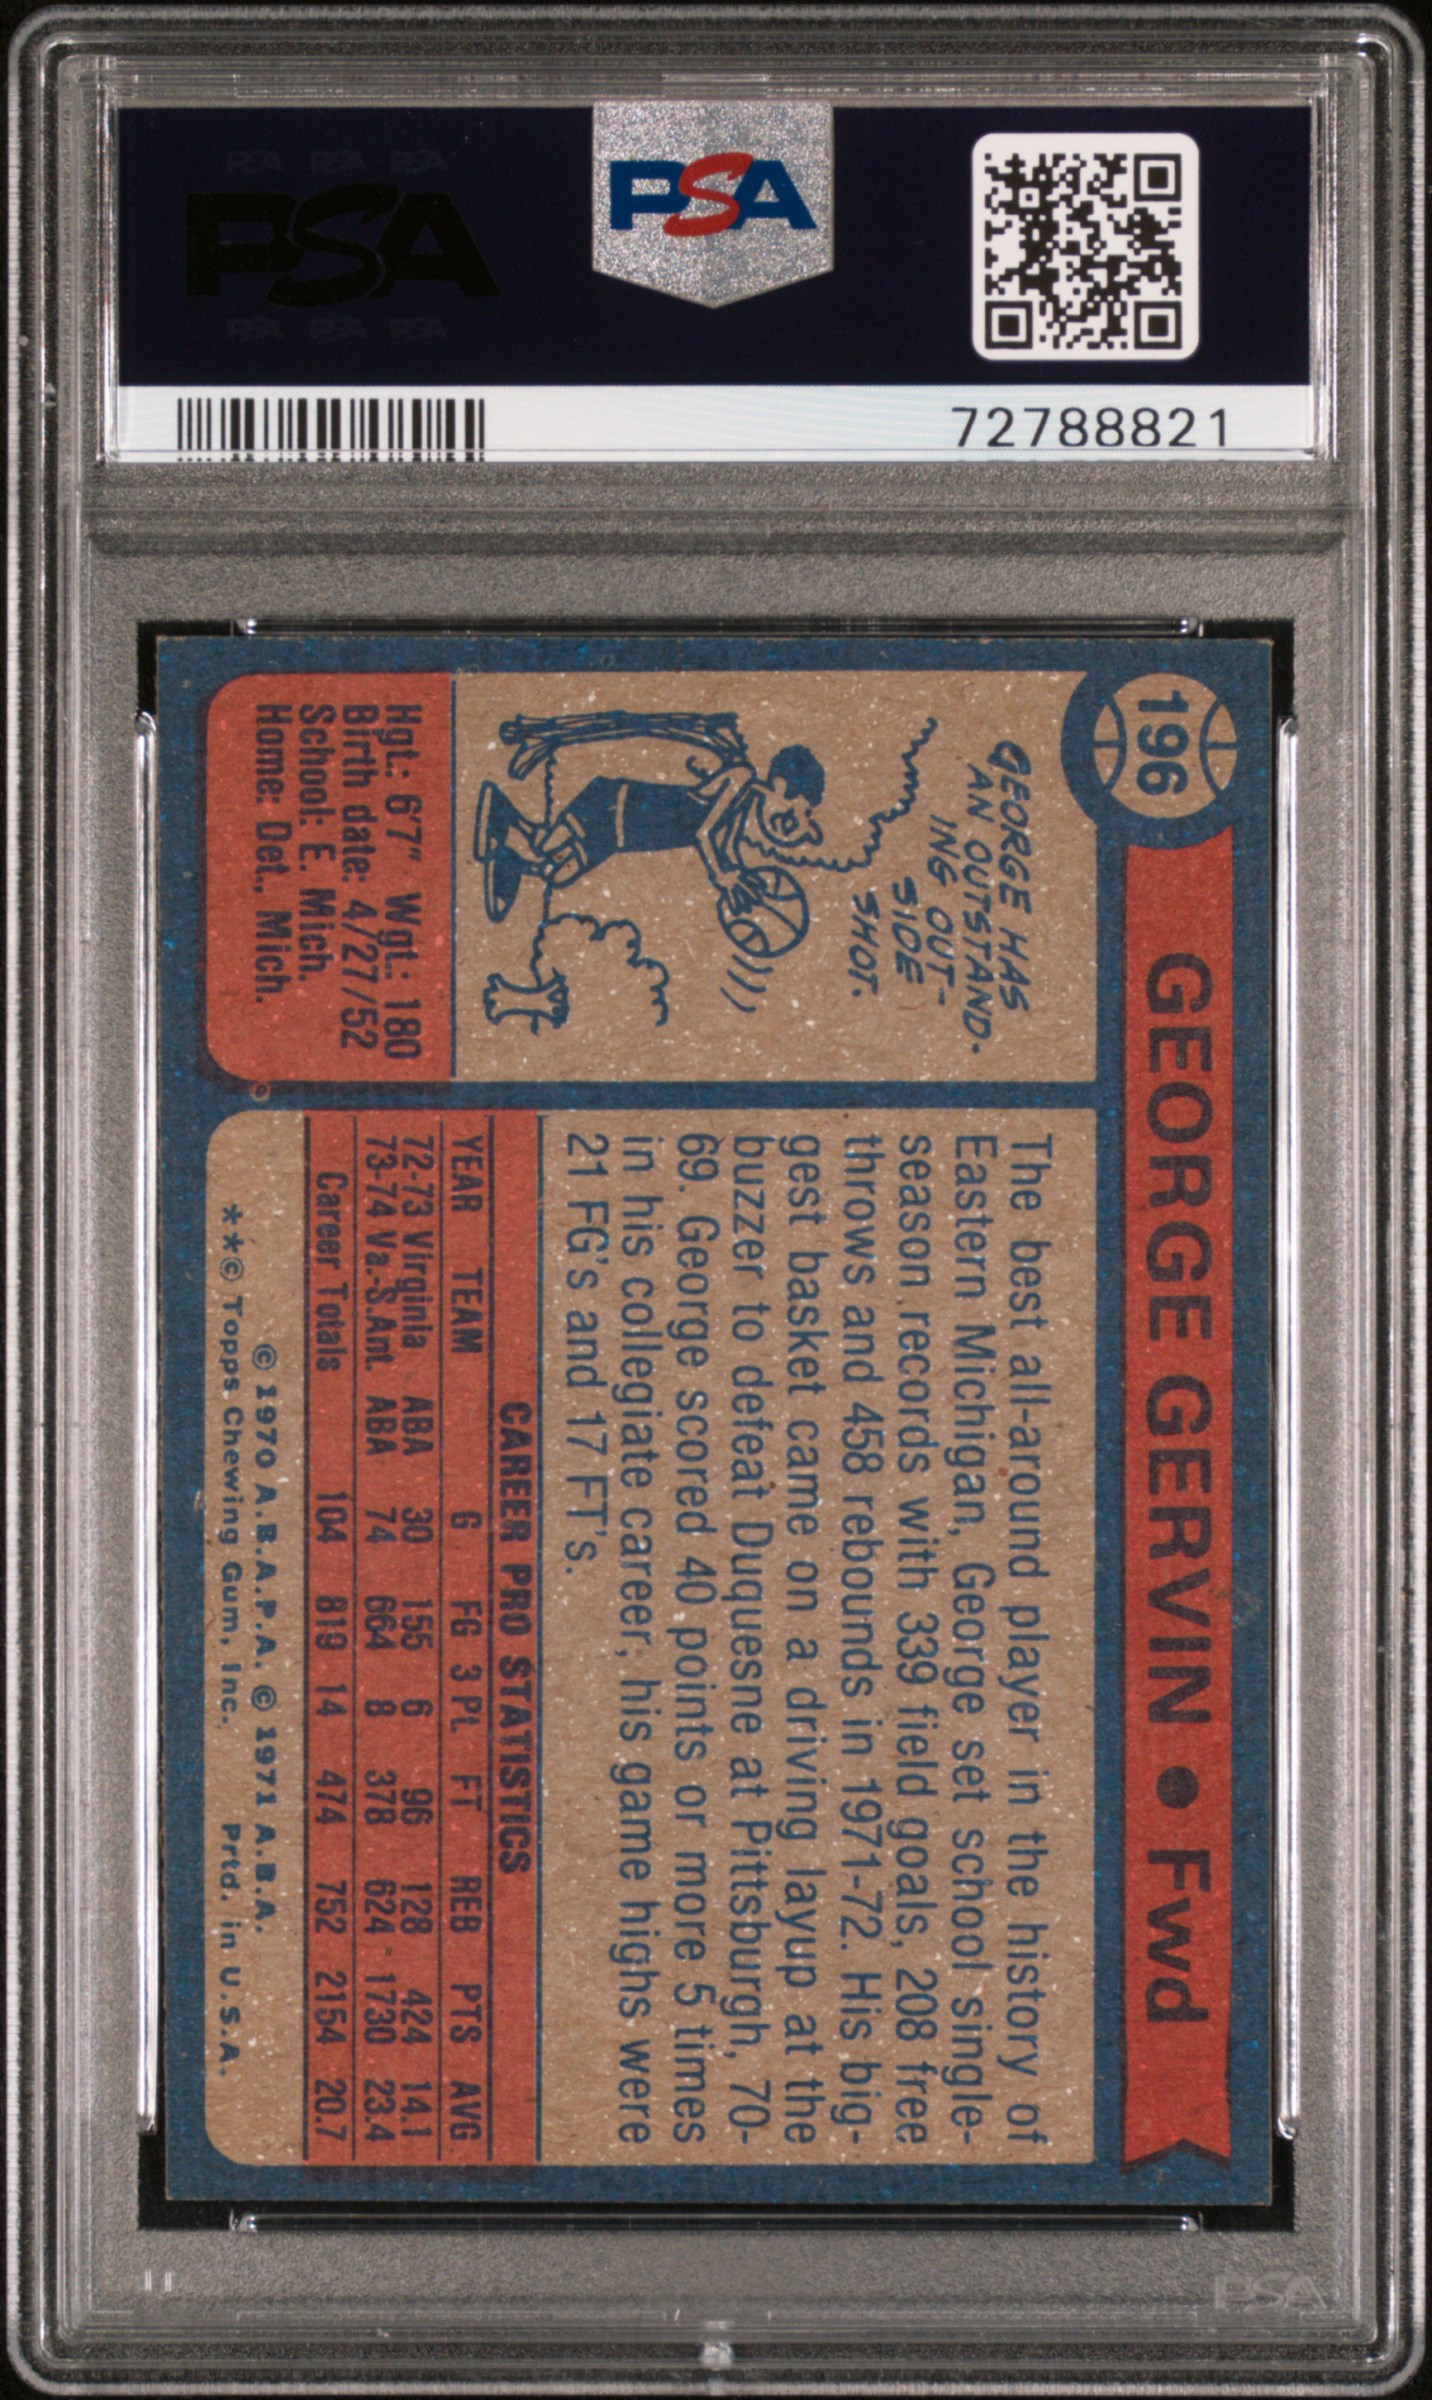 PSA PSA PSA
PSA
PSA PSA PSA
PSA
72788821
196
GEORGE GERVIN ● Fwd
GEORGE HAS
AN OUTSTAND-
ING OUT-
SIDE
SHOT.
Hgt.: 6'7" Wgt.: 180
Birth date: 4/27/52
School: E. Mich.
Home: Det., Mich.
The best all-around player in the history of
Eastern Michigan, George set school single-
season records with 339 field goals, 208 free
throws and 458 rebounds in 1971-72. His big-
gest basket came on a driving layup at the
buzzer to defeat Duquesne at Pittsburgh, 70-
69. George scored 40 points or more 5 times
in his collegiate career; his game highs were
21 FG's and 17 FT's.
CAREER PRO STATISTICS
YEAR TEAM G FG 3 Pt. FT REB PTS AVG
72-73 Virginia ABA 30 155 6 96 128 424 14.1
73-74 Va.-S.Ant. ABA 74 664 8 378 624 1730 23.4
Career Totals 104 819 14 474 752 2154 20.7
© 1970 A.B.A.P.A. © 1971 A.B.A.
**© Topps Chewing Gum, Inc. Prtd. in U.S.A.
PSA